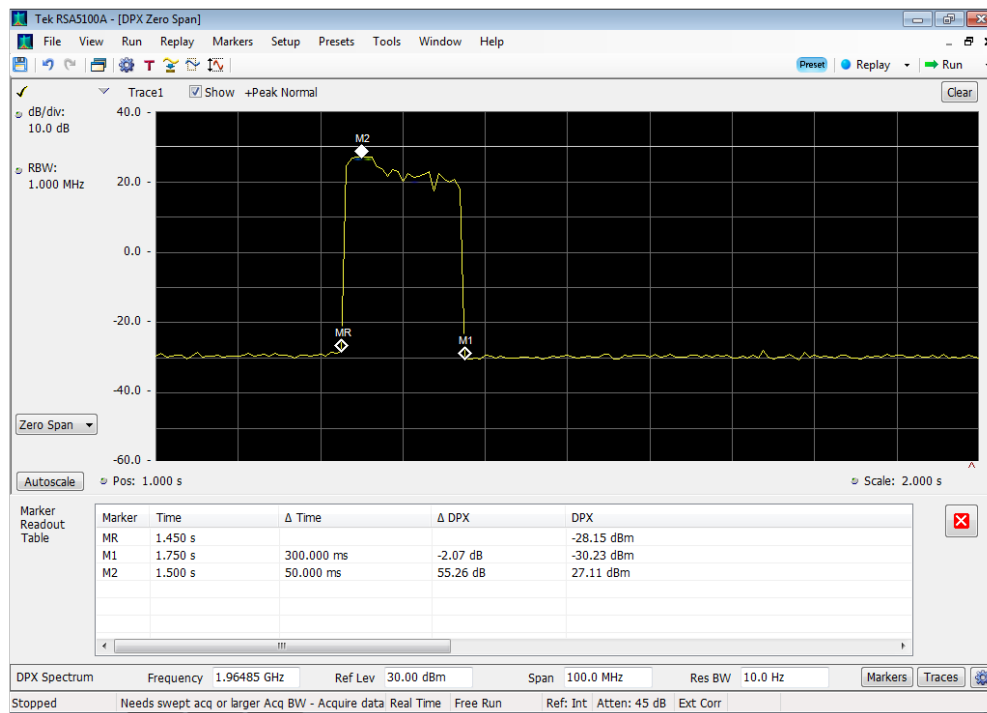 Tek RSA5100A - [DPX Zero Span]
File View Run Replay Markers Setup Presets Tools Window Help
T Preset Replay Run
Trace1 Show +Peak Normal Clear
dB/div:
10.0 dB
RBW:
1.000 MHz
40.0 -
20.0 -
0.0 -
-20.0 -
-40.0 -
-60.0 -
M2
MR
M1
Zero Span
Autoscale Pos: 1.000 s Scale: 2.000 s
Marker
Readout
Table
Marker Time Δ Time Δ DPX DPX
MR 1.450 s -28.15 dBm
M1 1.750 s 300.000 ms -2.07 dB -30.23 dBm
M2 1.500 s 50.000 ms 55.26 dB 27.11 dBm
DPX Spectrum Frequency 1.96485 GHz Ref Lev 30.00 dBm Span 100.0 MHz Res BW 10.0 Hz Markers Traces
Stopped Needs swept acq or larger Acq BW - Acquire data Real Time Free Run Ref: Int Atten: 45 dB Ext Corr